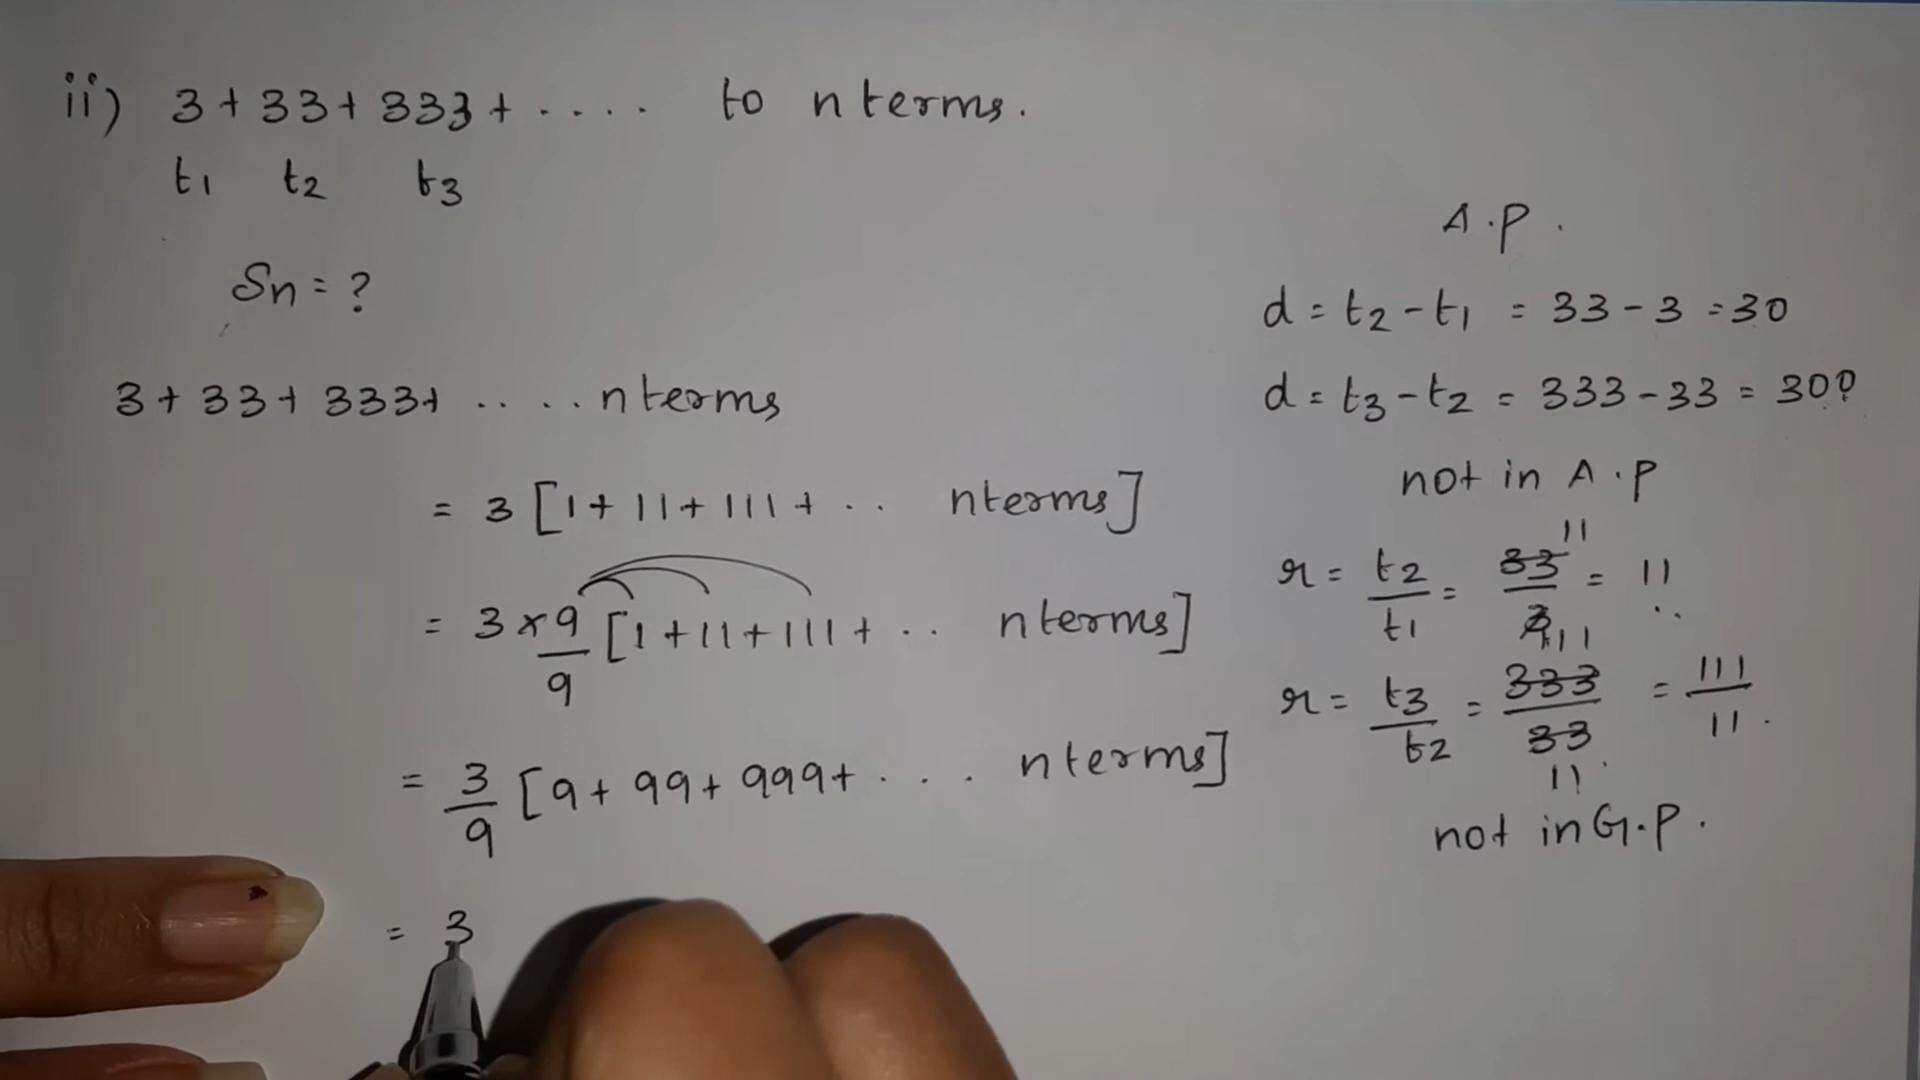 ii) 3 + 33 + 333 + .... to n terms.
t1 t2 t3
Sn = ?
3 + 33 + 333 + ..... n terms
= 3 [1 + 11 + 111 + .. n terms]
= 3 × 9/9 [1 + 11 + 111 + .. n terms]
= 3/9 [9 + 99 + 999 + ... n terms]
= 3
A.P.
d = t2 - t1 = 33 - 3 = 30
d = t3 - t2 = 333 - 33 = 300
not in A.P
r = t2/t1 = 33/3 = 11
11
r = t3/t2 = 333/33 = 111/11.
111
11
not in G.P.